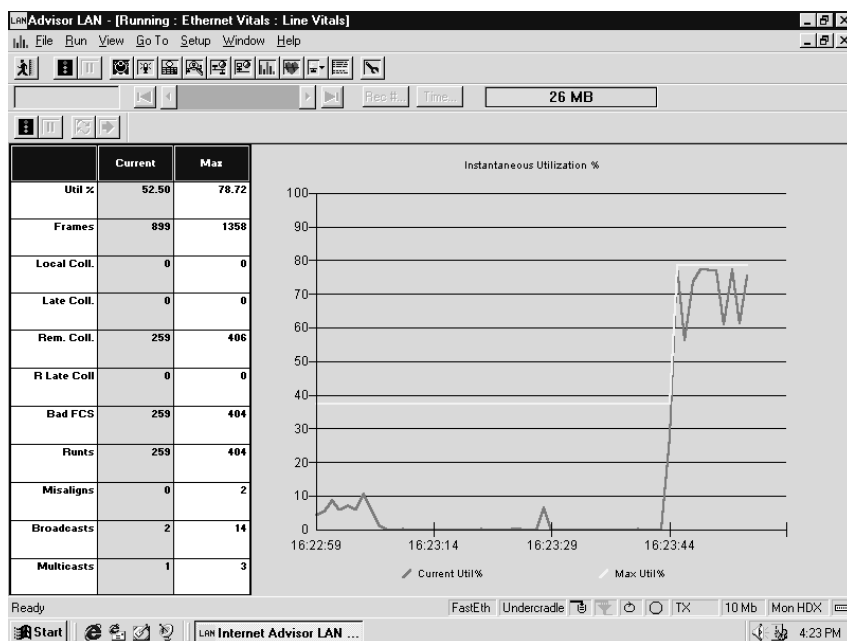 LAN Advisor LAN - [Running : Ethernet Vitals : Line Vitals]
File Run View Go To Setup Window Help
Rec #... Time... 26 MB
Current Max
Util % 52.50 78.72
Frames 899 1358
Local Coll. 0 0
Late Coll. 0 0
Rem. Coll. 259 406
R Late Coll 0 0
Bad FCS 259 404
Runts 259 404
Misaligns 0 2
Broadcasts 2 14
Multicasts 1 3
Instantaneous Utilization %
100
90
80
70
60
50
40
30
20
10
0
16:22:59 16:23:14 16:23:29 16:23:44
Current Util% Max Util%
Ready FastEth Undercradle TX 10 Mb Mon HDX
Start LAN Internet Advisor LAN ... 4:23 PM